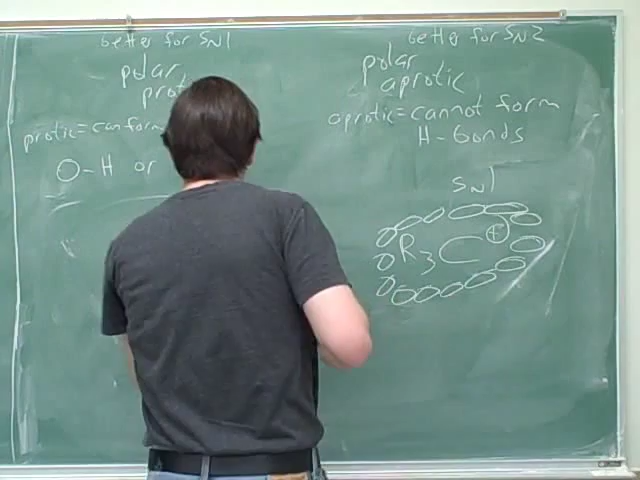 better for SN1
polar
prot
protic = can form
O-H or
better for SN2
polar
aprotic
aprotic = cannot form
H-bonds
SN1
R3C⊕